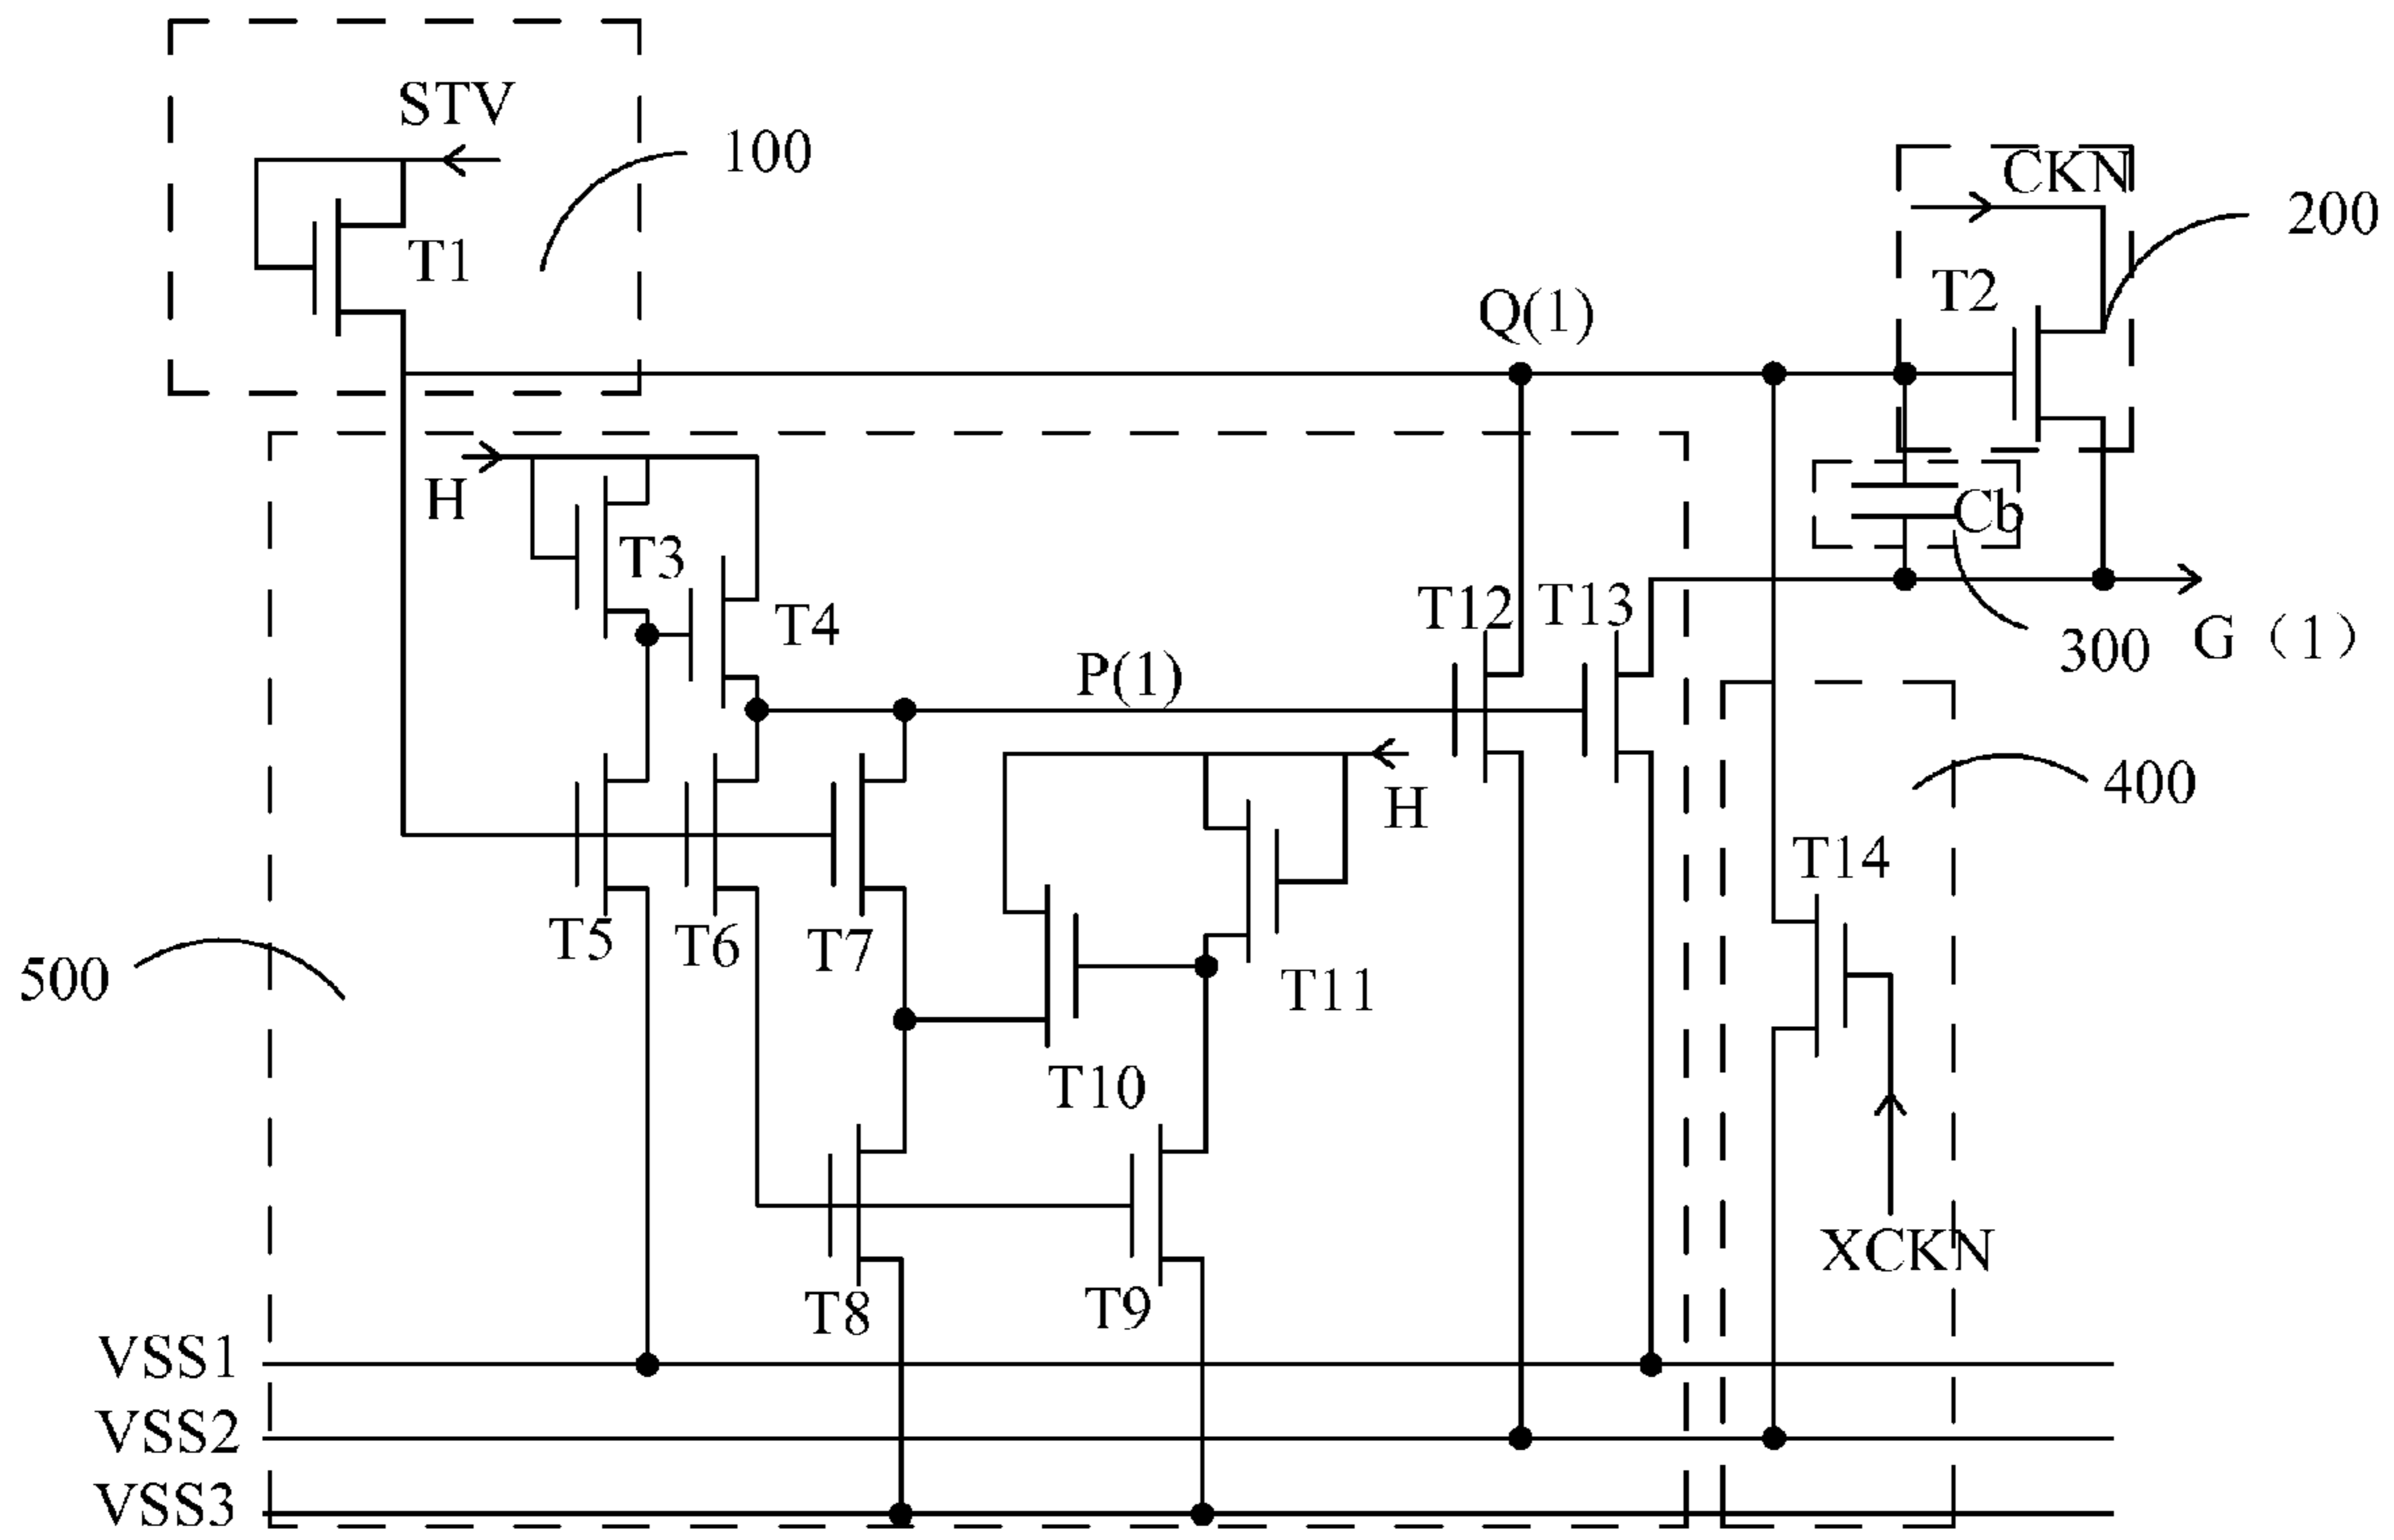 STV
100
CKN
200
T1
T2
Q(1)
H
Cb
T3
T4
T12
T13
300
G（1）
P(1)
H
400
T14
T5
T6
T7
500
T11
T10
XCKN
T8
T9
VSS1
VSS2
VSS3